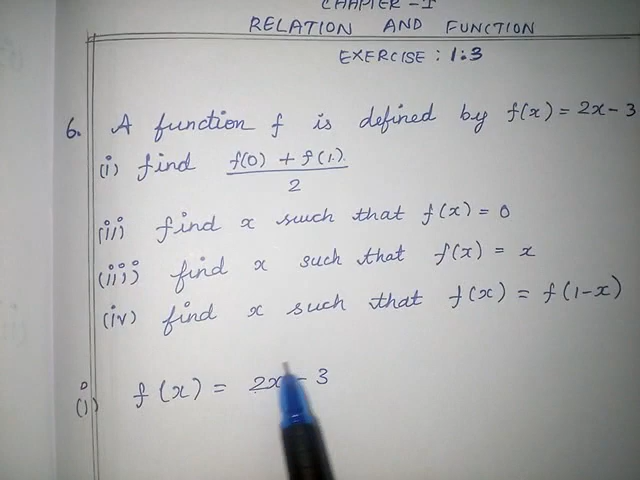 CHAPTER - I
RELATION AND FUNCTION
EXERCISE : 1.3
6. A function f is defined by f(x) = 2x - 3
(i) find f(0) + f(1) / 2
(ii) find x such that f(x) = 0
(iii) find x such that f(x) = x
(iv) find x such that f(x) = f(1-x)
(i) f(x) = 2x - 3